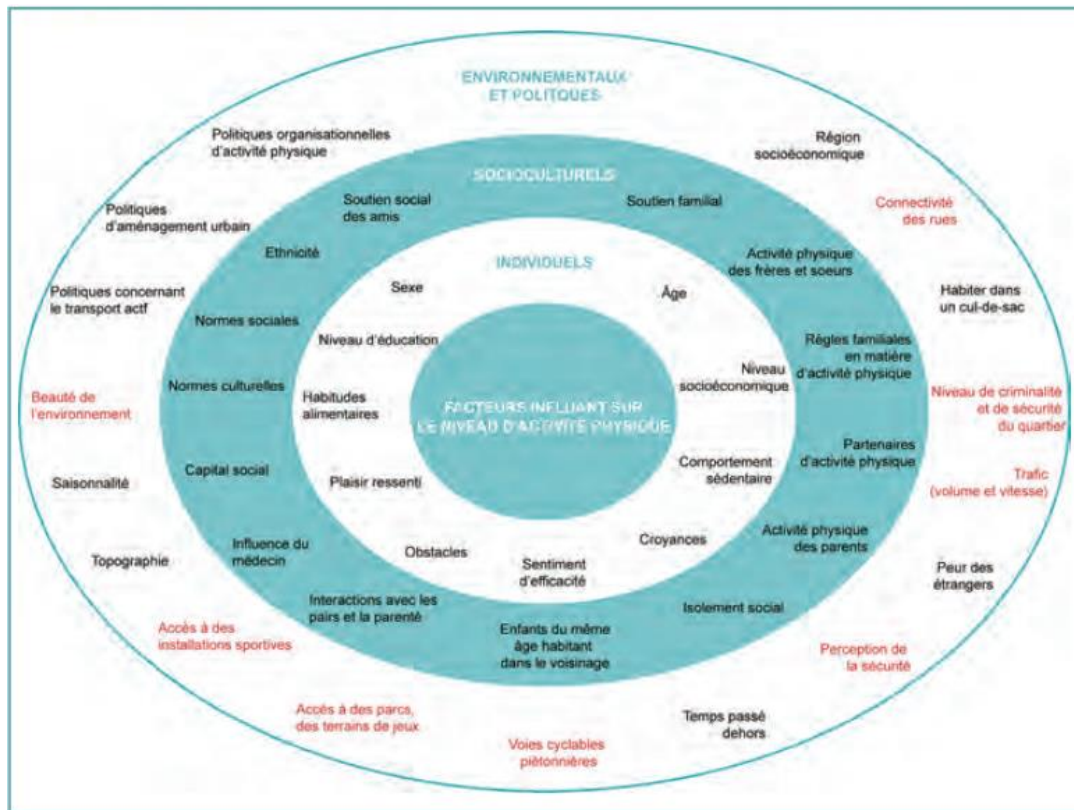 ENVIRONNEMENTAUX
ET POLITQUES
Politiques organisationnelles
d'activité physique
Région
socioéconomique
SOCIOCULTURELS
Soutien social
des amis
Soutien familial
Politiques
d'aménagement urbain
Connectivité
des rues
Ethnicité
INDIVIDUELS
Activité physique
des frères et soeurs
Sexe
Âge
Politiques concernant
le transport actf
Habiter dans
un cul-de-sac
Normes sociales
Niveau d'éducation
Règles familiales
en matière
d'activité physique
Normes culturelles
Niveau
socioéconomique
Beauté de
l'environnement
Habitudes
alimentaires
FACTEURS INFLUANT SUR
LE NIVEAU D'ACTIVITÉ PHYSIQUE
Niveau de criminalité
et de sécurité
du quartier
Partenaires
d'activité physique
Capital social
Plaisir ressenti
Comportement
sédentaire
Saisonnalité
Trafic
(volume et vitesse)
Activité physique
des parents
Influence du
médecin
Obstacles
Croyances
Sentiment
d'efficacité
Topographie
Peur des
étrangers
Interactions avec les
pairs et la parenté
Isolement social
Enfants du même
âge habitant
dans le voisinage
Accès à des
installations sportives
Perception de
la sécurité
Accès à des parcs,
des terrains de jeux
Temps passé
dehors
Voies cyclables
piètonnières